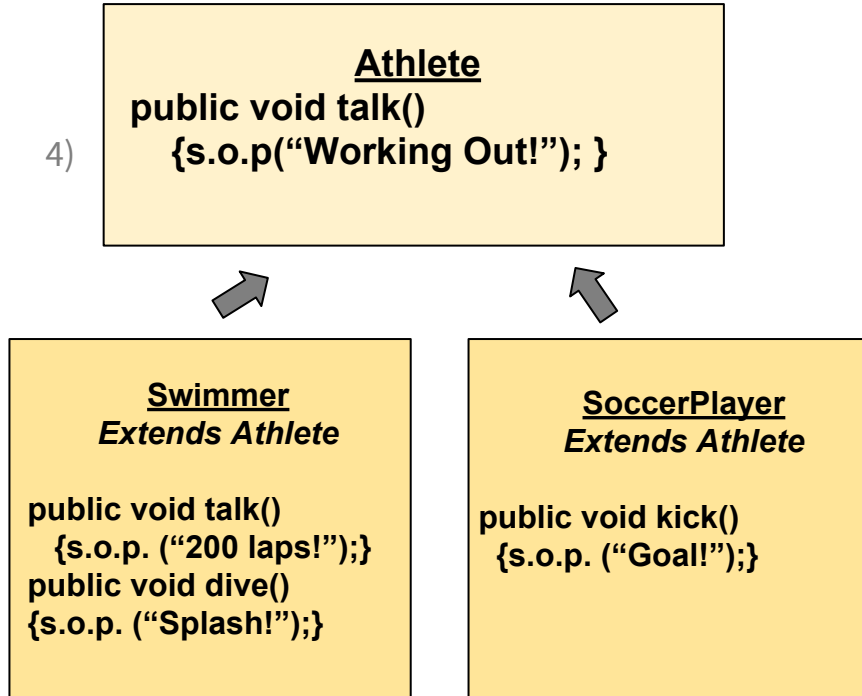 Athlete
public void talk()
4)
{s.o.p(“Working Out!”); }
Swimmer
Extends Athlete
public void talk()
{s.o.p. (“200 laps!”);}
public void dive()
{s.o.p. (“Splash!”);}
SoccerPlayer
Extends Athlete
public void kick()
{s.o.p. (“Goal!”);}